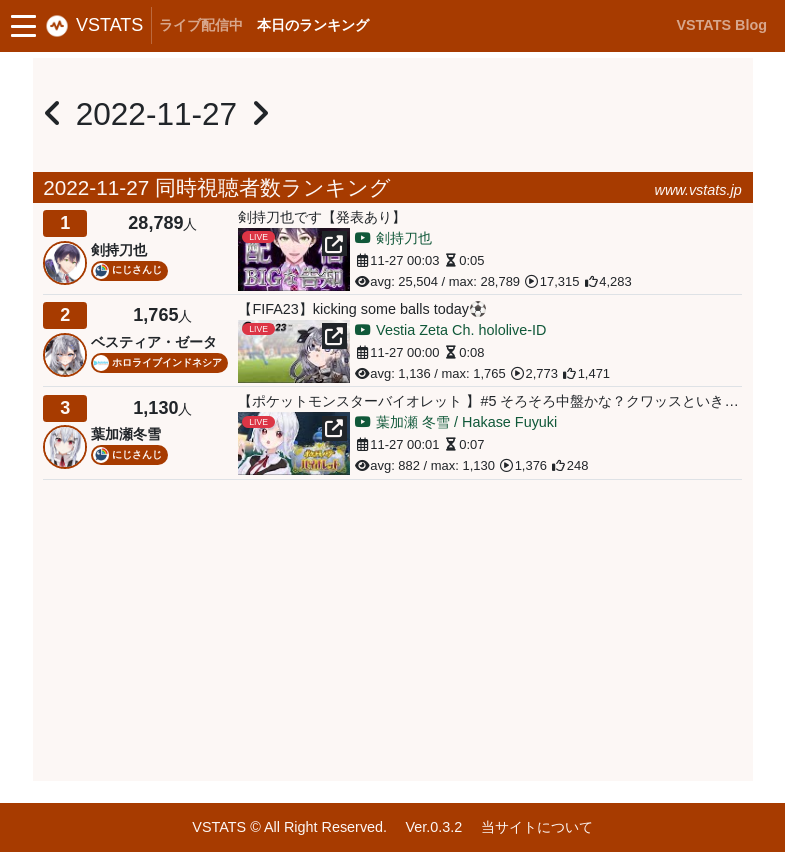 VSTATS ライブ配信中 本日のランキング VSTATS Blog
2022-11-27
2022-11-27 同時視聴者数ランキング www.vstats.jp
1 28,789人 剣持刀也です【発表あり】
剣持刀也
にじさんじ
LIVE
剣持刀也
11-27 00:03 0:05
avg: 25,504 / max: 28,789 17,315 4,283
2 1,765人 【FIFA23】kicking some balls today⚽
ベスティア・ゼータ
ホロライブインドネシア
LIVE
Vestia Zeta Ch. hololive-ID
11-27 00:00 0:08
avg: 1,136 / max: 1,765 2,773 1,471
3 1,130人 【ポケットモンスターバイオレット 】#5 そろそろ中盤かな？クワッスといき…
葉加瀬冬雪
にじさんじ
LIVE
葉加瀬 冬雪 / Hakase Fuyuki
11-27 00:01 0:07
avg: 882 / max: 1,130 1,376 248
VSTATS © All Right Reserved. Ver.0.3.2 当サイトについて